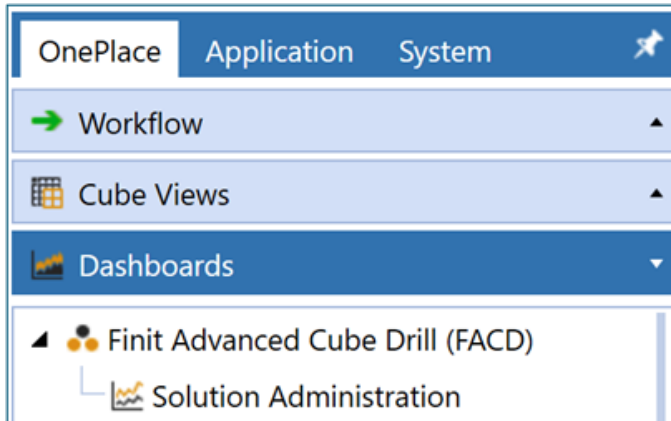 OnePlace Application System
Workflow
Cube Views
Dashboards
Finit Advanced Cube Drill (FACD)
Solution Administration